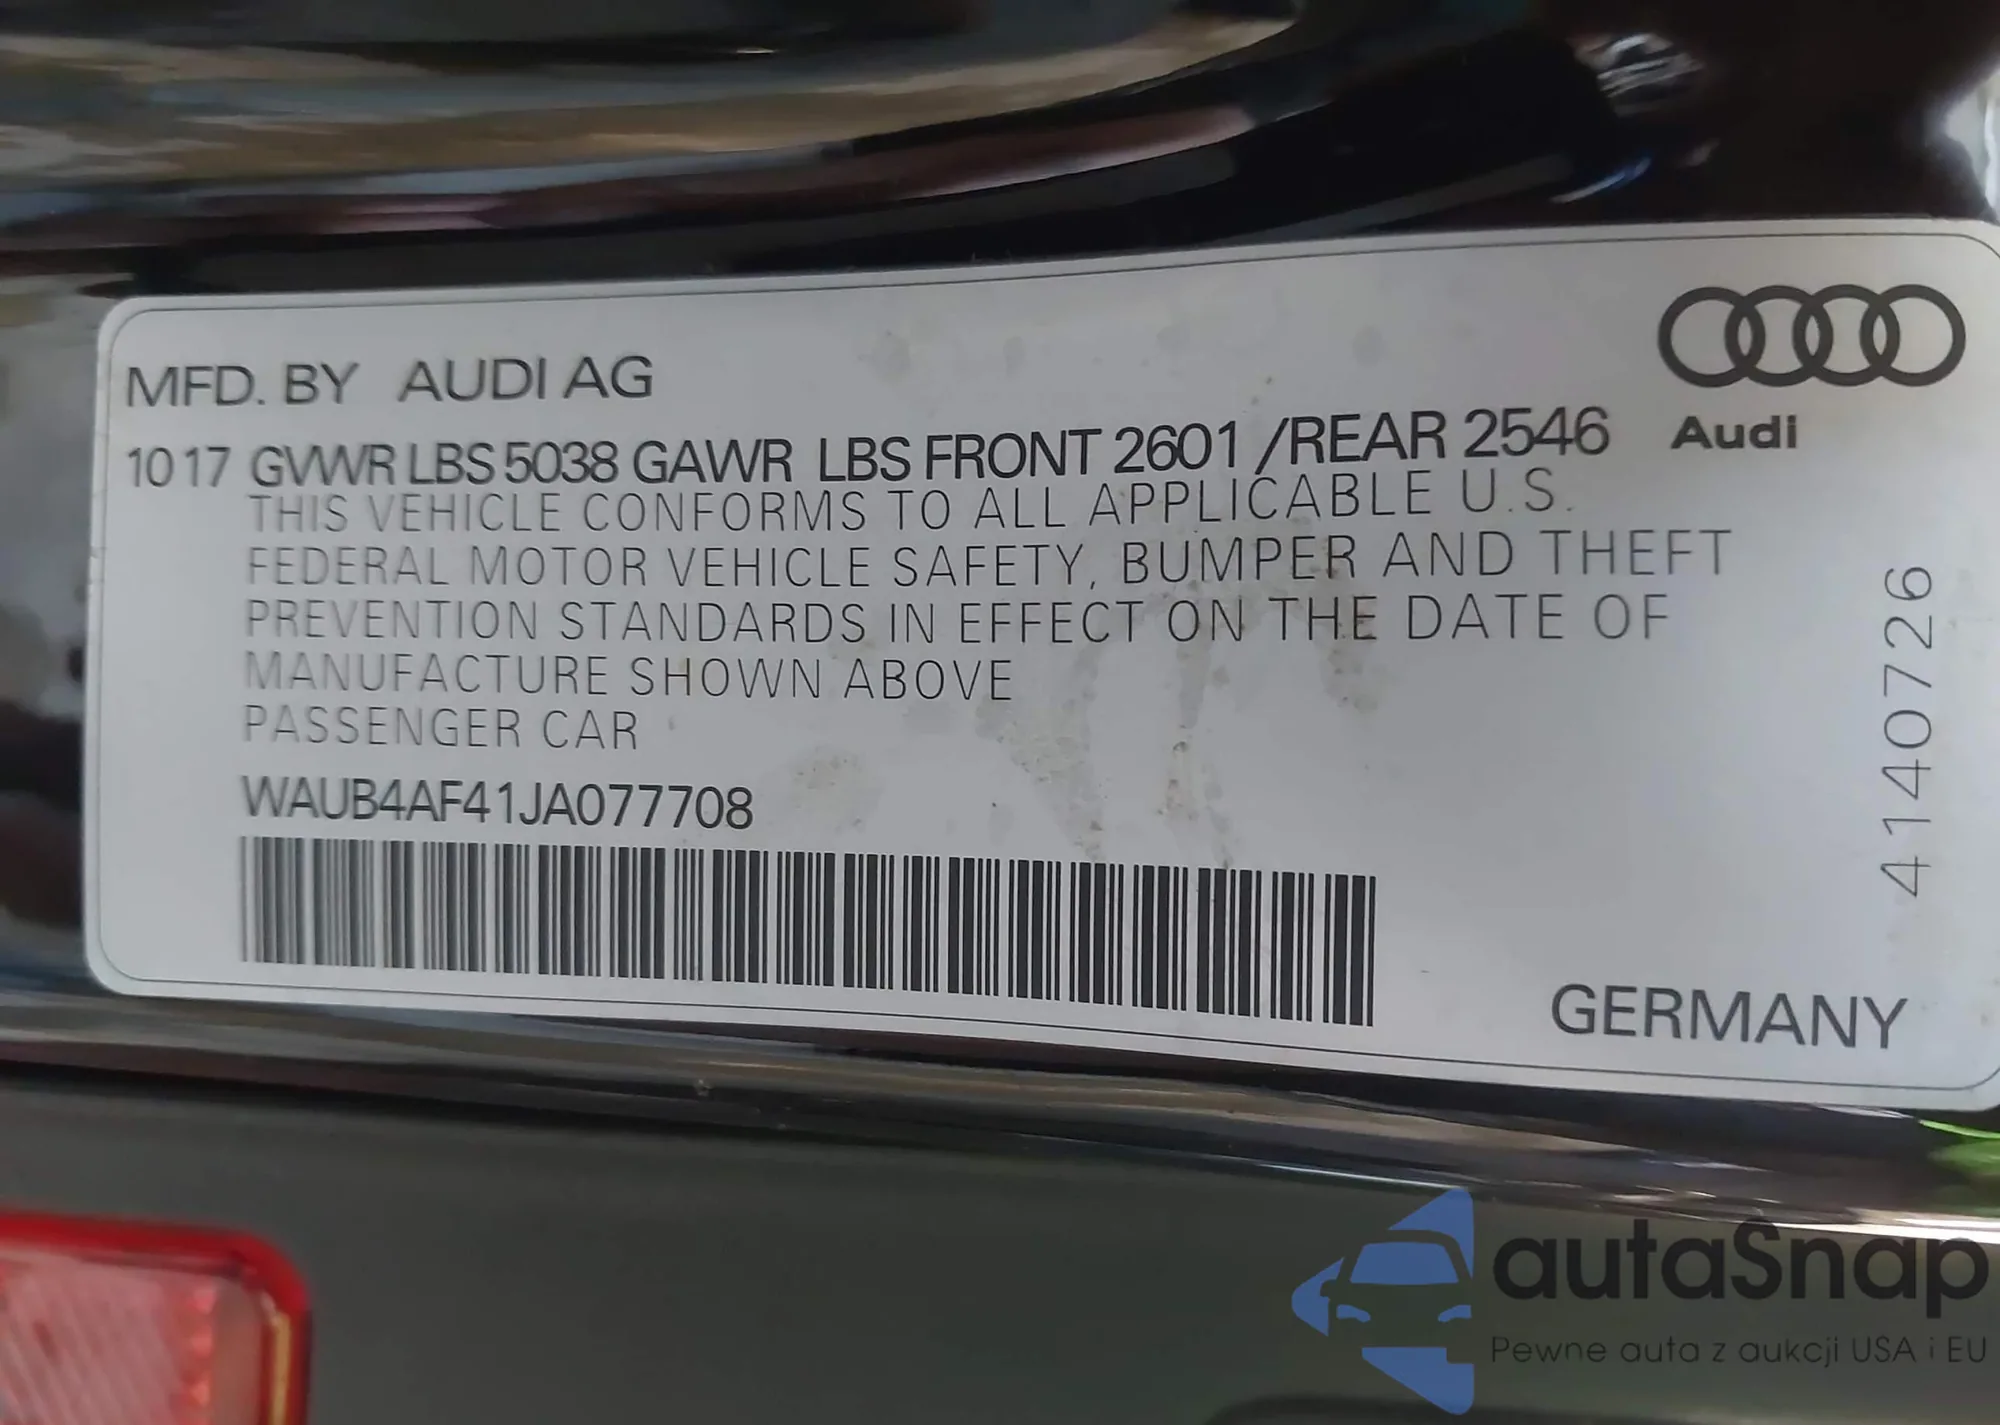 MFD. BY AUDI AG
10 17 GVWR LBS 5038 GAWR LBS FRONT 2601 /REAR 2546
Audi
THIS VEHICLE CONFORMS TO ALL APPLICABLE U.S.
FEDERAL MOTOR VEHICLE SAFETY, BUMPER AND THEFT
PREVENTION STANDARDS IN EFFECT ON THE DATE OF
MANUFACTURE SHOWN ABOVE
PASSENGER CAR
WAUB4AF41JA077708
4140726
GERMANY
autaSnap
Pewne auta z aukcji USA i EU